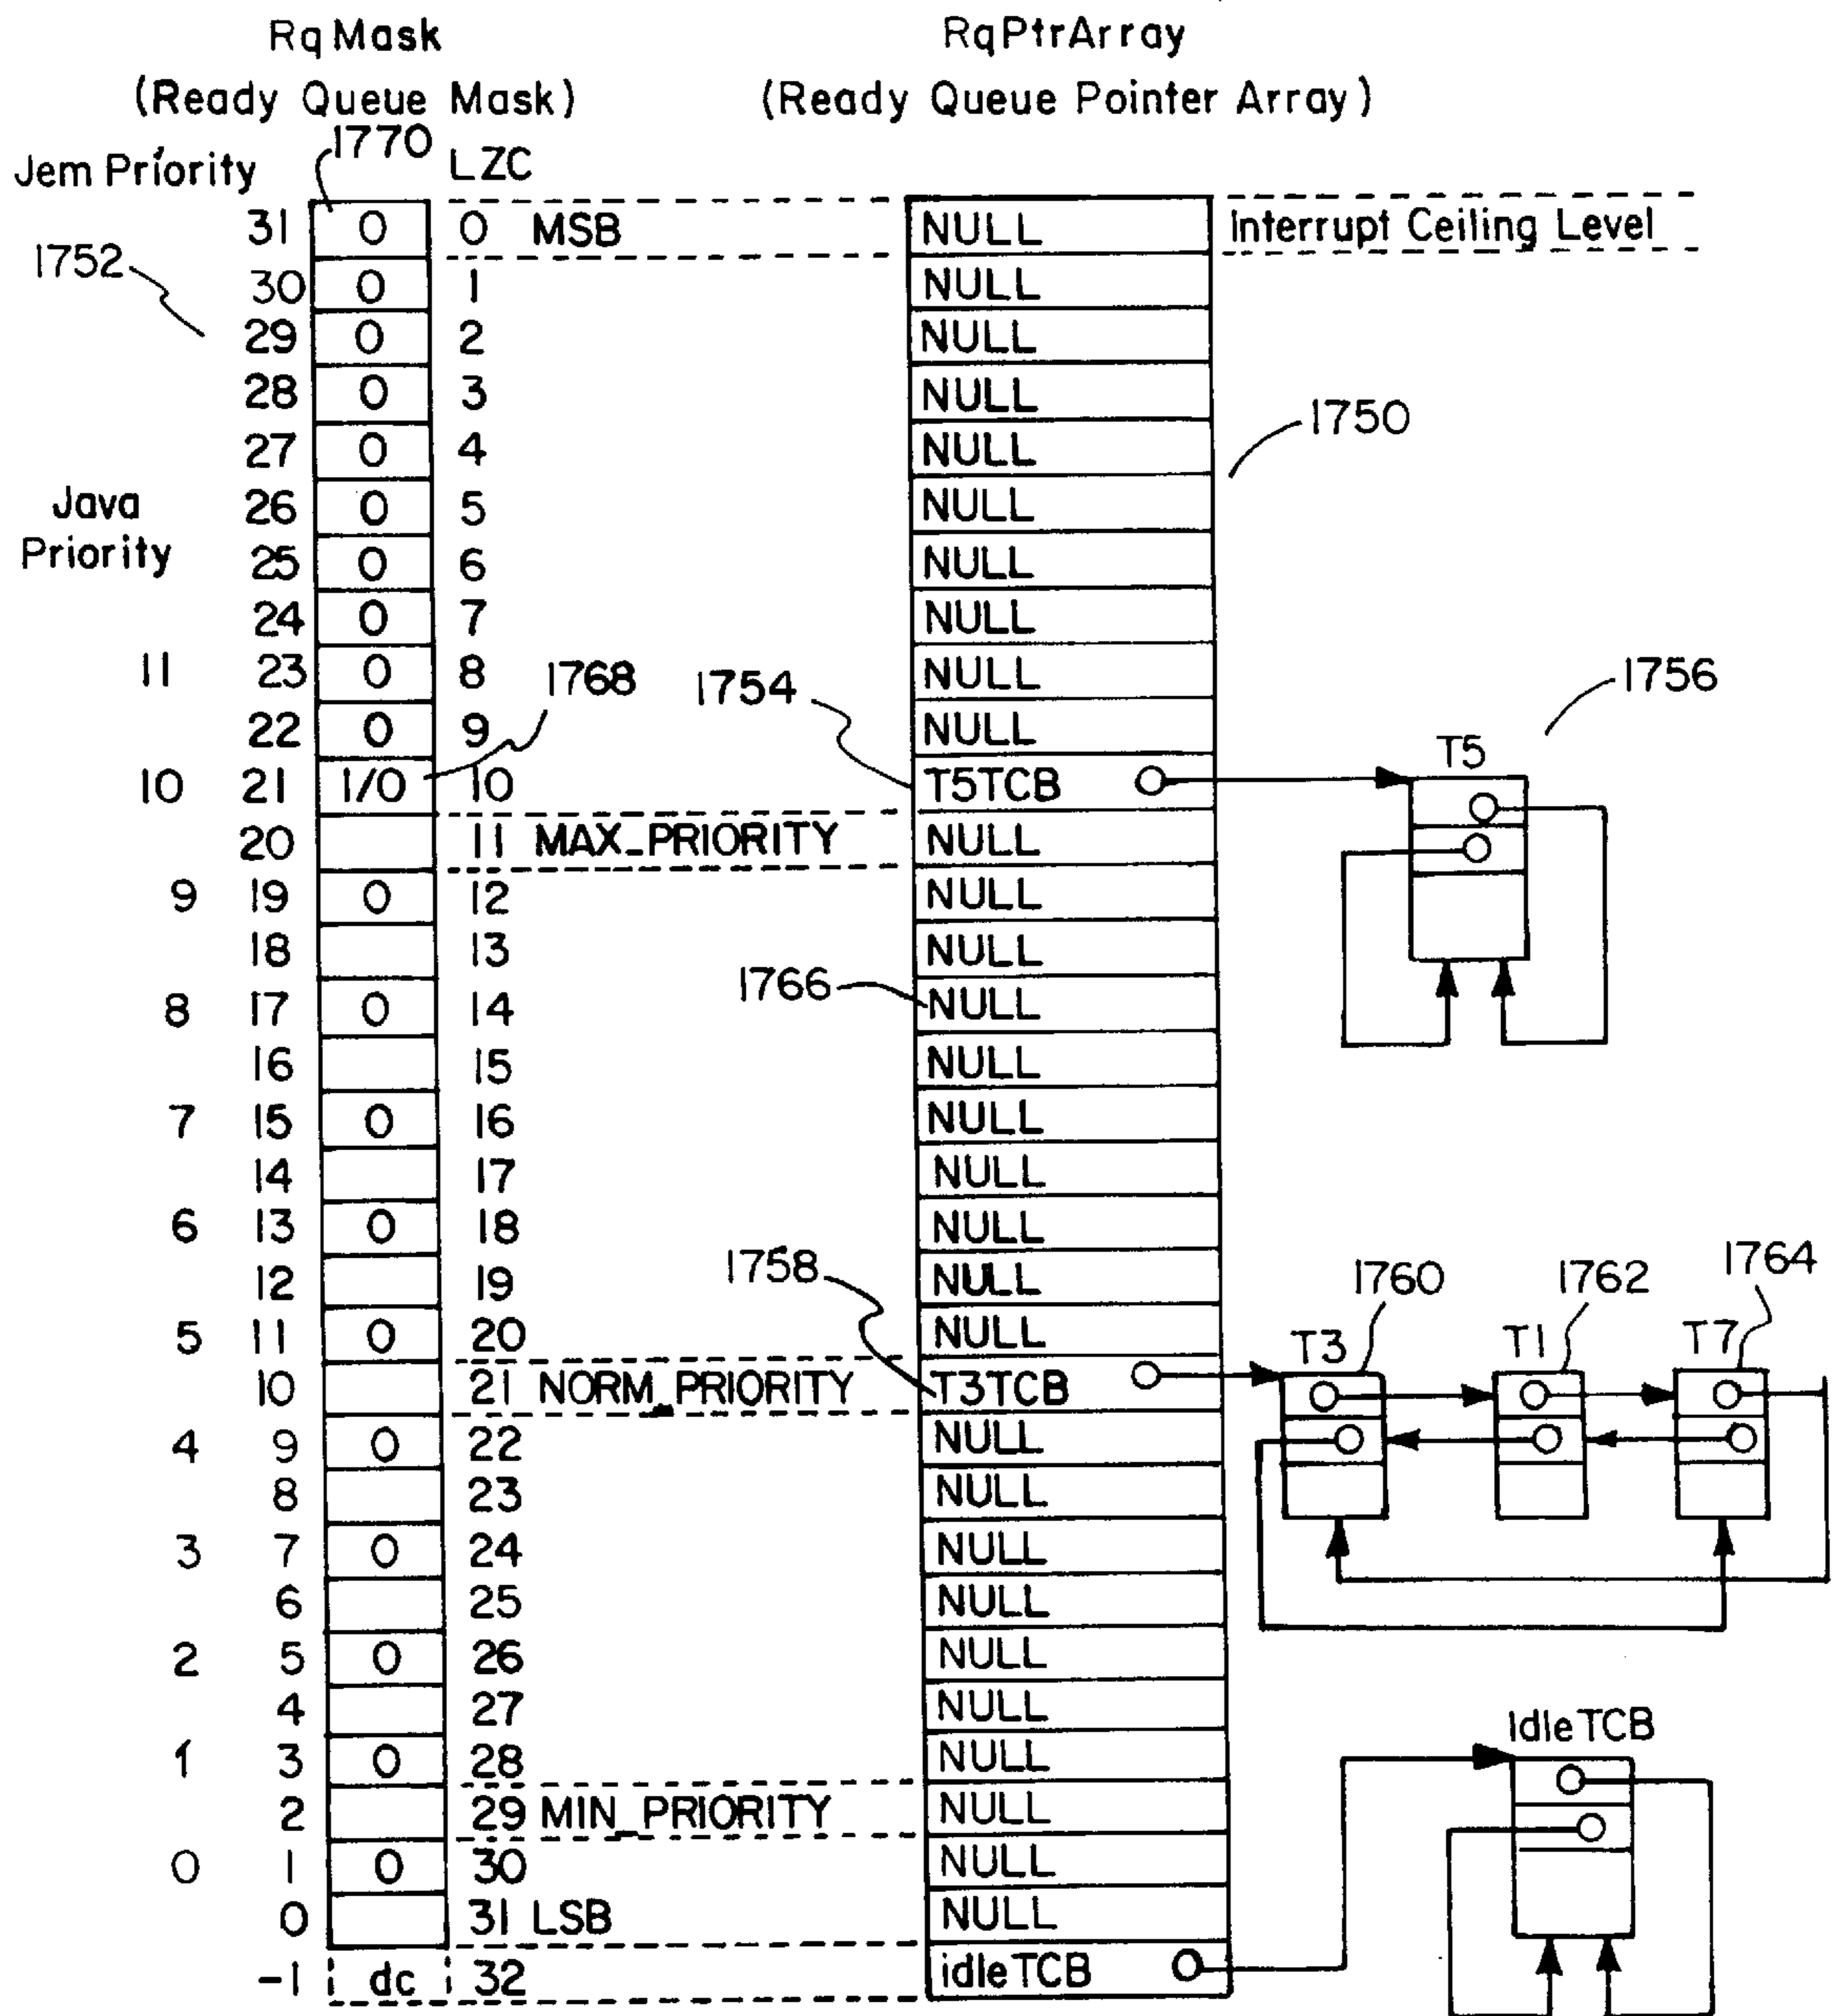 RqMask RqPtrArray
(Ready Queue Mask) (Ready Queue Pointer Array)
1770
Jem Priority LZC
31 0 0 MSB NULL Interrupt Ceiling Level
1752
30 0 1 NULL
29 0 2 NULL
28 0 3 NULL
1750
27 0 4 NULL
Java
Priority
26 0 5 NULL
25 0 6 NULL
24 0 7 NULL
11 23 0 8 1768 1754 NULL 1756
22 0 9 NULL
T5
10 21 1/0 10 T5TCB
20 11 MAX_PRIORITY NULL
9 19 0 12 NULL
18 13 NULL
8 17 0 14 1766 NULL
16 15 NULL
7 15 0 16 NULL
14 17 NULL
6 13 0 18 NULL
12 19 1758 NULL 1760 1762 1764
5 11 0 20 NULL T3 T1 T7
10 21 NORM_PRIORITY T3TCB
4 9 0 22 NULL
8 23 NULL
3 7 0 24 NULL
6 25 NULL
2 5 0 26 NULL
4 27 NULL
IdleTCB
1 3 0 28 NULL
2 29 MIN_PRIORITY NULL
0 1 0 30 NULL
0 31 LSB NULL
-1 dc 32 idleTCB